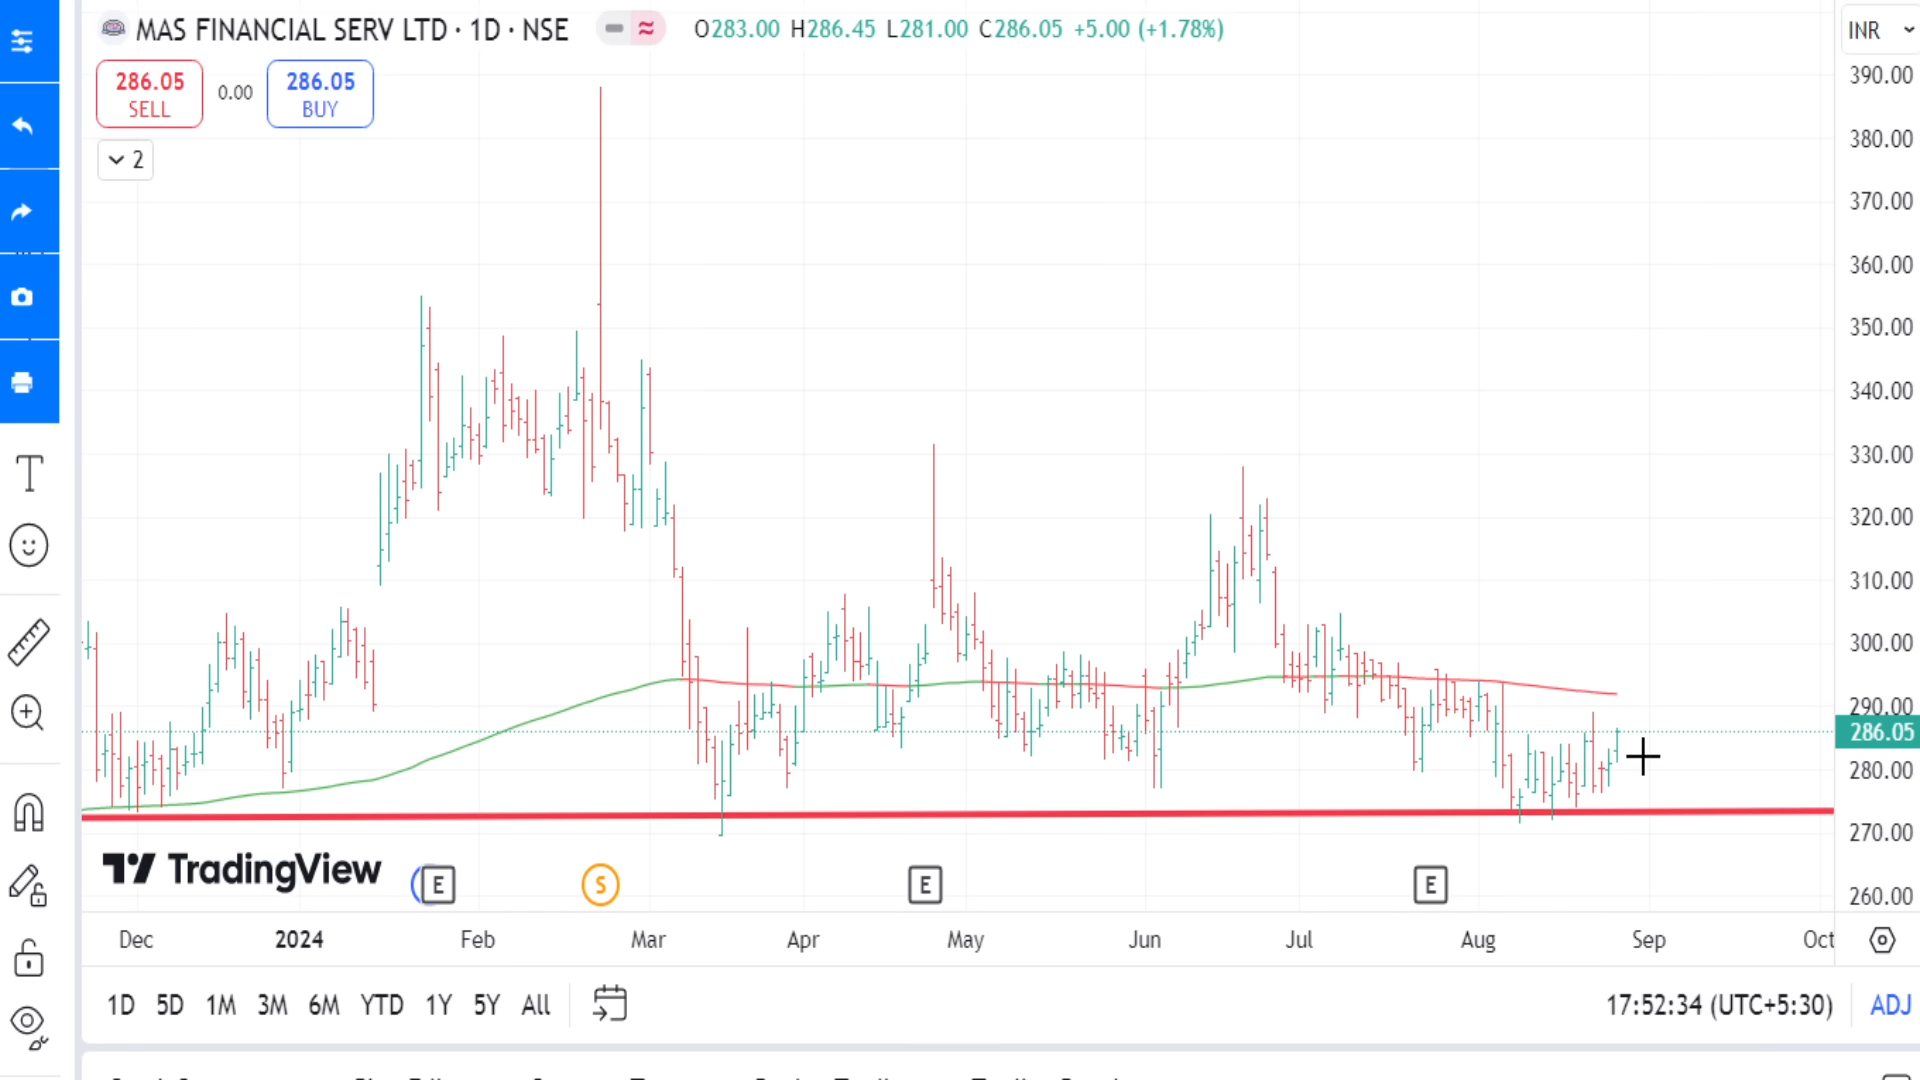 MAS FINANCIAL SERV LTD · 1D · NSE
O283.00 H286.45 L281.00 C286.05 +5.00 (+1.78%)
INR
286.05
SELL
0.00
286.05
BUY
2
390.00
380.00
370.00
360.00
350.00
340.00
330.00
320.00
310.00
300.00
290.00
286.05
280.00
270.00
260.00
TradingView
E
S
E
E
Dec 2024 Feb Mar Apr May Jun Jul Aug Sep Oct
1D 5D 1M 3M 6M YTD 1Y 5Y All
17:52:34 (UTC+5:30)
ADJ